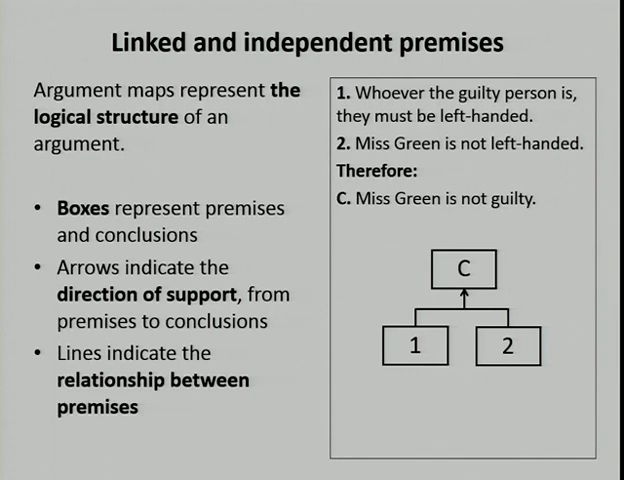 Linked and independent premises
Argument maps represent the
logical structure of an
argument.
• Boxes represent premises
and conclusions
• Arrows indicate the
direction of support, from
premises to conclusions
• Lines indicate the
relationship between
premises
1. Whoever the guilty person is,
they must be left-handed.
2. Miss Green is not left-handed.
Therefore:
C. Miss Green is not guilty.
C
1 2